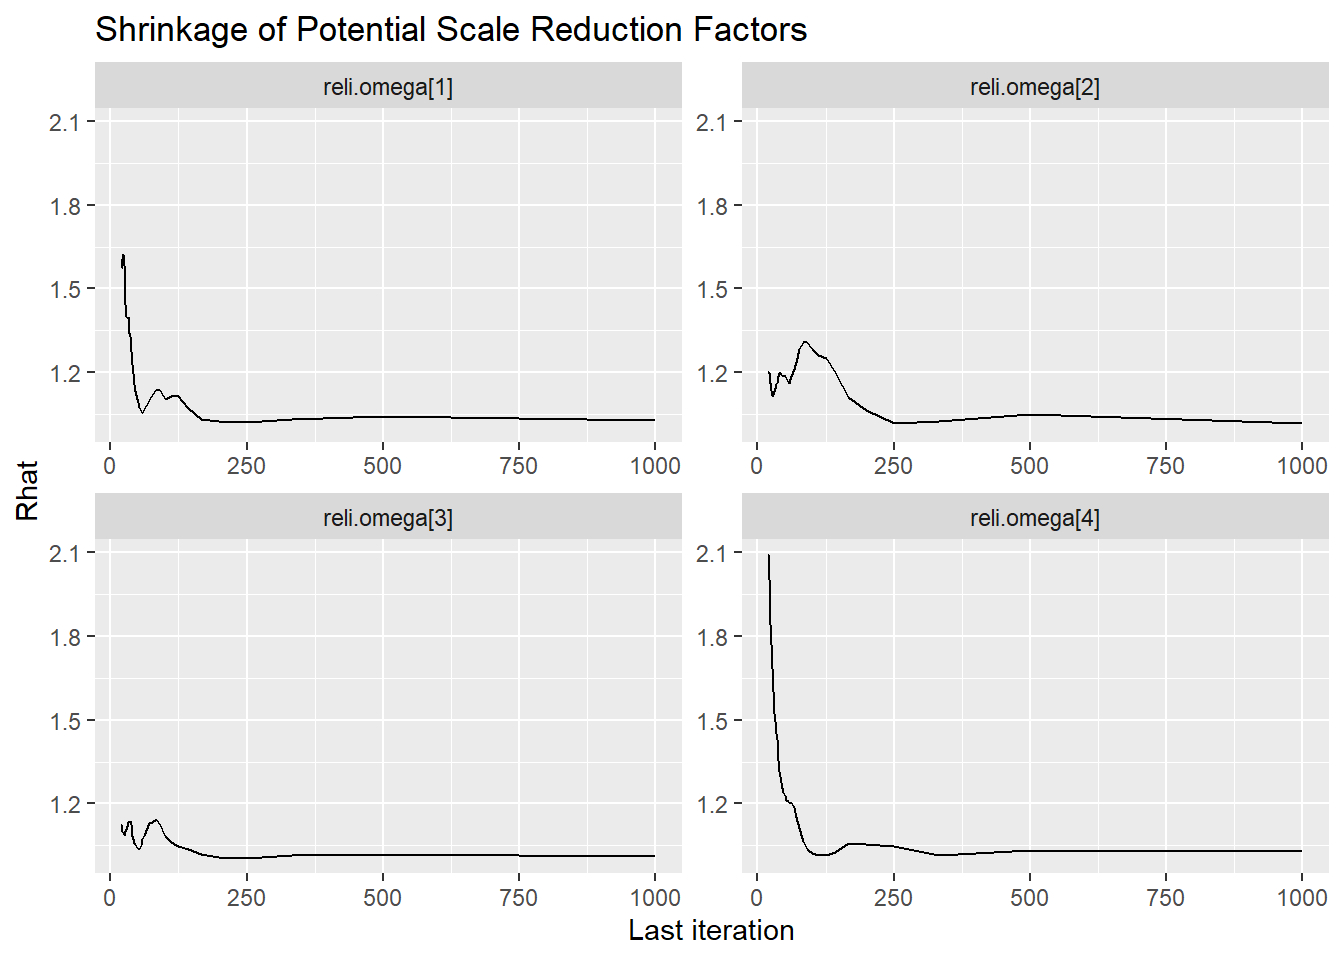 Shrinkage of Potential Scale Reduction Factors
reli.omega[1]
reli.omega[2]
2.1
1.8
1.5
1.2
2.1
1.8
1.5
1.2
0 250 500 750 1000
0 250 500 750 1000
Rhat
reli.omega[3]
reli.omega[4]
2.1
1.8
1.5
1.2
2.1
1.8
1.5
1.2
0 250 500 750 1000
0 250 500 750 1000
Last iteration